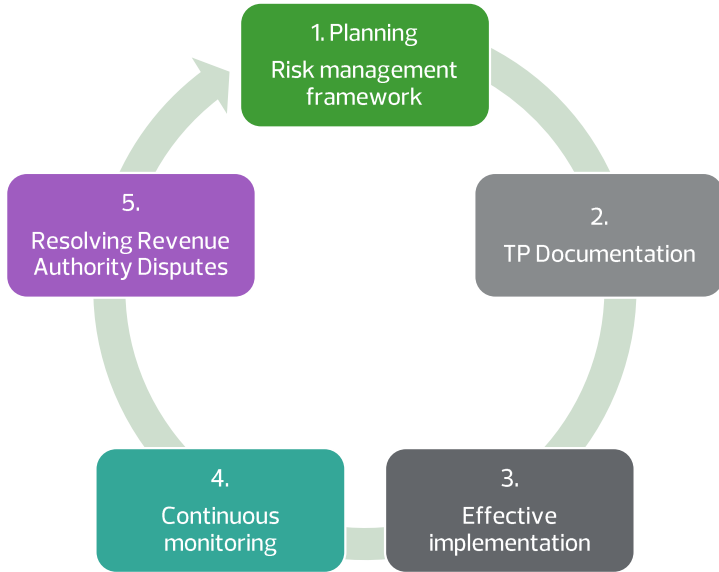 1. Planning
Risk management
framework
2.
TP Documentation
3.
Effective
implementation
4.
Continuous
monitoring
5.
Resolving Revenue
Authority Disputes